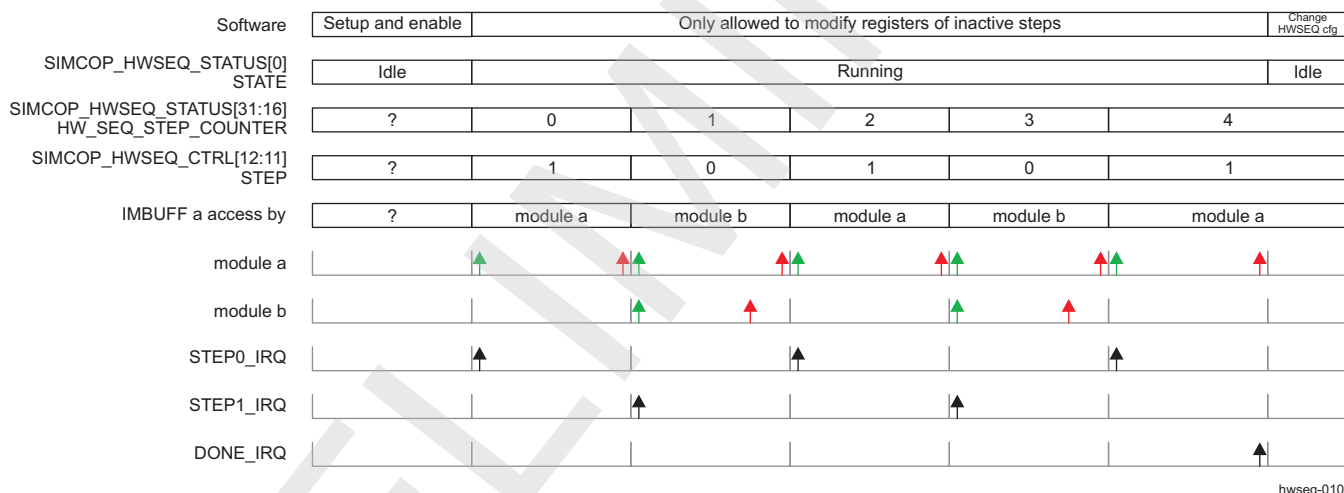 Software
Setup and enable
Only allowed to modify registers of inactive steps
Change
HWSEQ cfg
SIMCOP_HWSEQ_STATUS[0]
STATE
Idle
Running
Idle
SIMCOP_HWSEQ_STATUS[31:16]
HW_SEQ_STEP_COUNTER
? 0 1 2 3 4
SIMCOP_HWSEQ_CTRL[12:11]
STEP
? 1 0 1 0 1
IMBUFF a access by
? module a module b module a module b module a
module a
module b
STEP0_IRQ
STEP1_IRQ
DONE_IRQ
hwseq-010